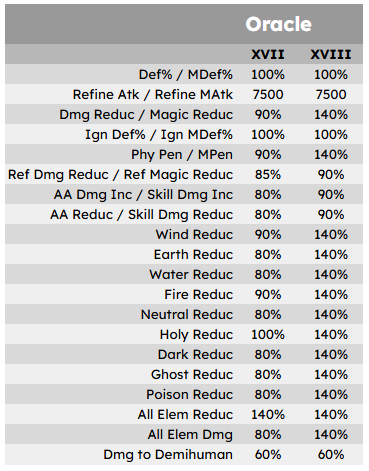 Oracle
XVII XVIII
Def% / MDef% 100% 100%
Refine Atk / Refine MAtk 7500 7500
Dmg Reduc / Magic Reduc 90% 140%
Ign Def% / Ign MDef% 100% 100%
Phy Pen / MPen 90% 140%
Ref Dmg Reduc / Ref Magic Reduc 85% 90%
AA Dmg Inc / Skill Dmg Inc 80% 90%
AA Reduc / Skill Dmg Reduc 80% 90%
Wind Reduc 90% 140%
Earth Reduc 80% 140%
Water Reduc 80% 140%
Fire Reduc 90% 140%
Neutral Reduc 80% 140%
Holy Reduc 100% 140%
Dark Reduc 80% 140%
Ghost Reduc 80% 140%
Poison Reduc 80% 140%
All Elem Reduc 140% 140%
All Elem Dmg 80% 140%
Dmg to Demihuman 60% 60%